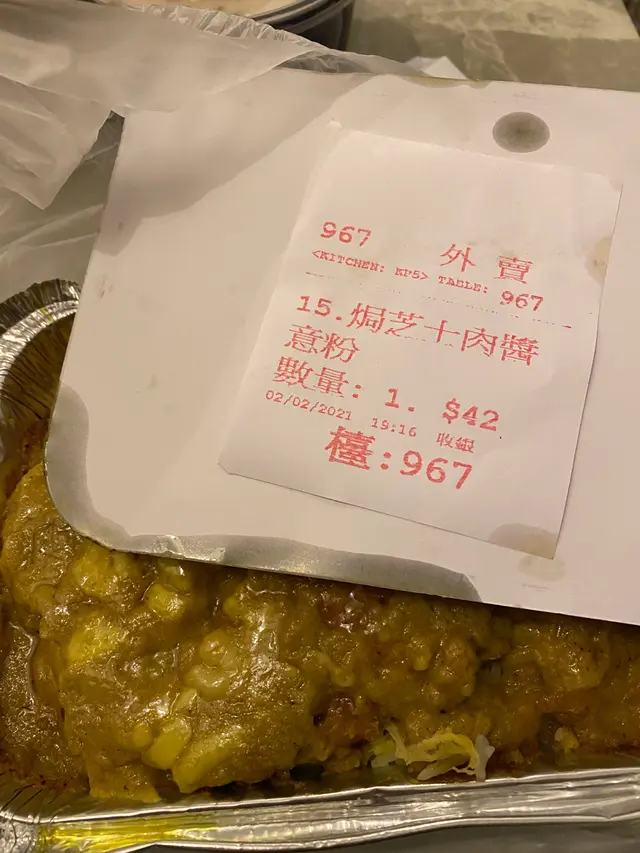 967 外賣
<KITCHEN: KP5> TABLE: 967
15.焗芝士肉醬
意粉
數量: 1. $42
02/02/2021 19:16 收銀
檯:967